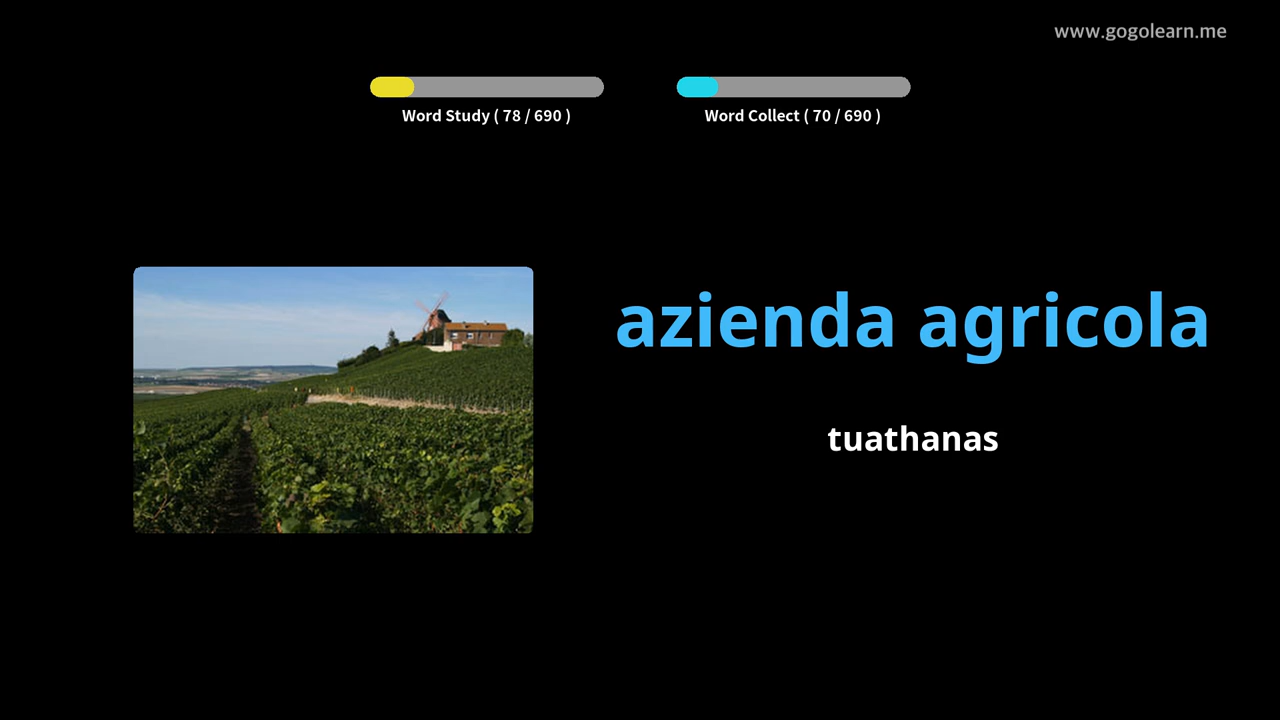 www.gogolearn.me
Word Study ( 78 / 690 )
Word Collect ( 70 / 690 )
azienda agricola
tuathanas